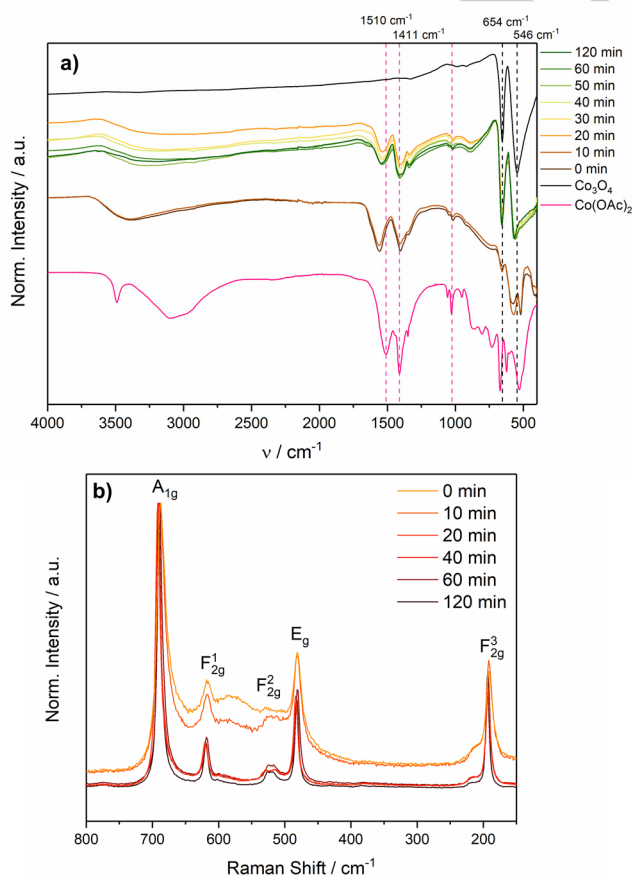 1510 cm⁻¹ 654 cm⁻¹
1411 cm⁻¹ 546 cm⁻¹
a)
120 min
60 min
50 min
40 min
30 min
20 min
10 min
0 min
Co₃O₄
Co(OAc)₂
Norm. Intensity / a.u.
4000 3500 3000 2500 2000 1500 1000 500
ν / cm⁻¹
b)
A₁g
F¹₂g
F²₂g
Eg
F³₂g
0 min
10 min
20 min
40 min
60 min
120 min
Norm. Intensity / a.u.
800 700 600 500 400 300 200
Raman Shift / cm⁻¹